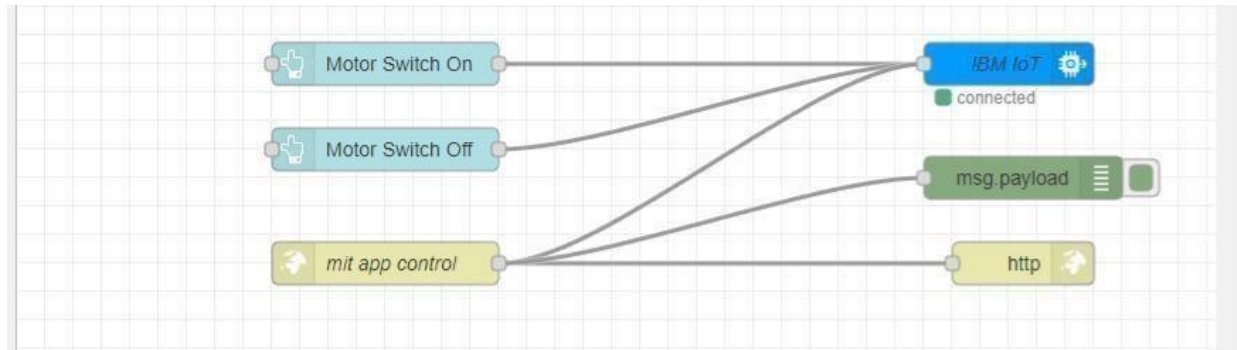 Motor Switch On
IBM IoT
connected
Motor Switch Off
msg.payload
mit app control
http